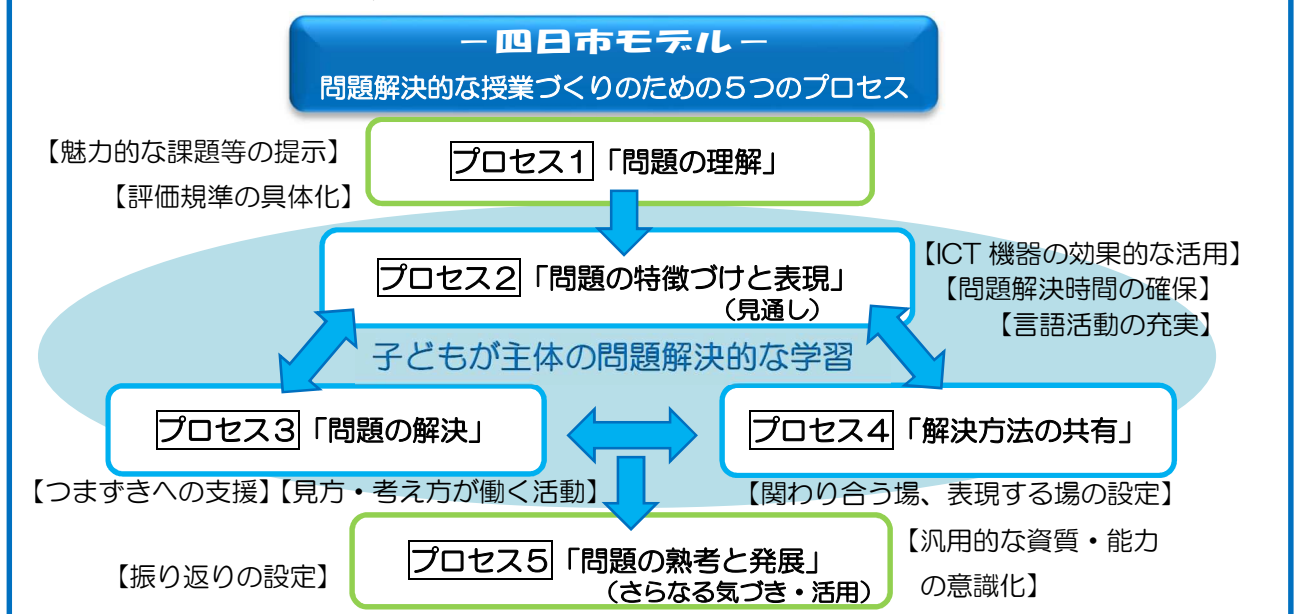 －四日市モデル－
問題解決的な授業づくりのための５つのプロセス
【魅力的な課題等の提示】
【評価規準の具体化】
プロセス１「問題の理解」
プロセス２「問題の特徴づけと表現」
（見通し）
【ICT 機器の効果的な活用】
【問題解決時間の確保】
【言語活動の充実】
子どもが主体の問題解決的な学習
プロセス３「問題の解決」
プロセス４「解決方法の共有」
【つまずきへの支援】【見方・考え方が働く活動】
【関わり合う場、表現する場の設定】
プロセス５「問題の熟考と発展」
（さらなる気づき・活用）
【振り返りの設定】
【汎用的な資質・能力
の意識化】